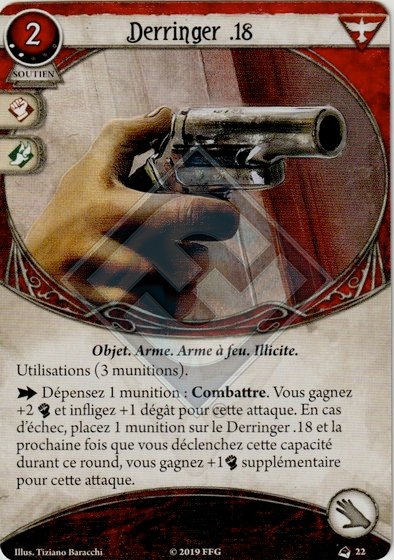 2
Derringer .18
SOUTIEN
Objet. Arme. Arme à feu. Illicite.
Utilisations (3 munitions).
Dépensez 1 munition : Combattre. Vous gagnez
+2 et infligez +1 dégât pour cette attaque. En cas
d'échec, placez 1 munition sur le Derringer .18 et la
prochaine fois que vous déclenchez cette capacité
durant ce round, vous gagnez +1 supplémentaire
pour cette attaque.
Illus. Tiziano Baracchi © 2019 FFG 22